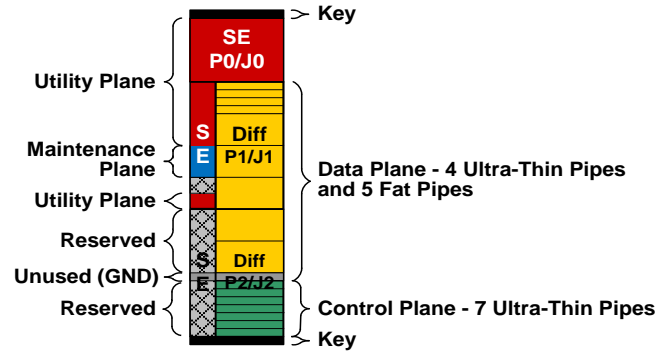 Key
SE
P0/J0
Utility Plane
S
E
Diff
P1/J1
Maintenance
Plane
Data Plane - 4 Ultra-Thin Pipes
and 5 Fat Pipes
Utility Plane
Reserved
S
E
Diff
P2/J2
Unused (GND)
Reserved
Control Plane - 7 Ultra-Thin Pipes
Key